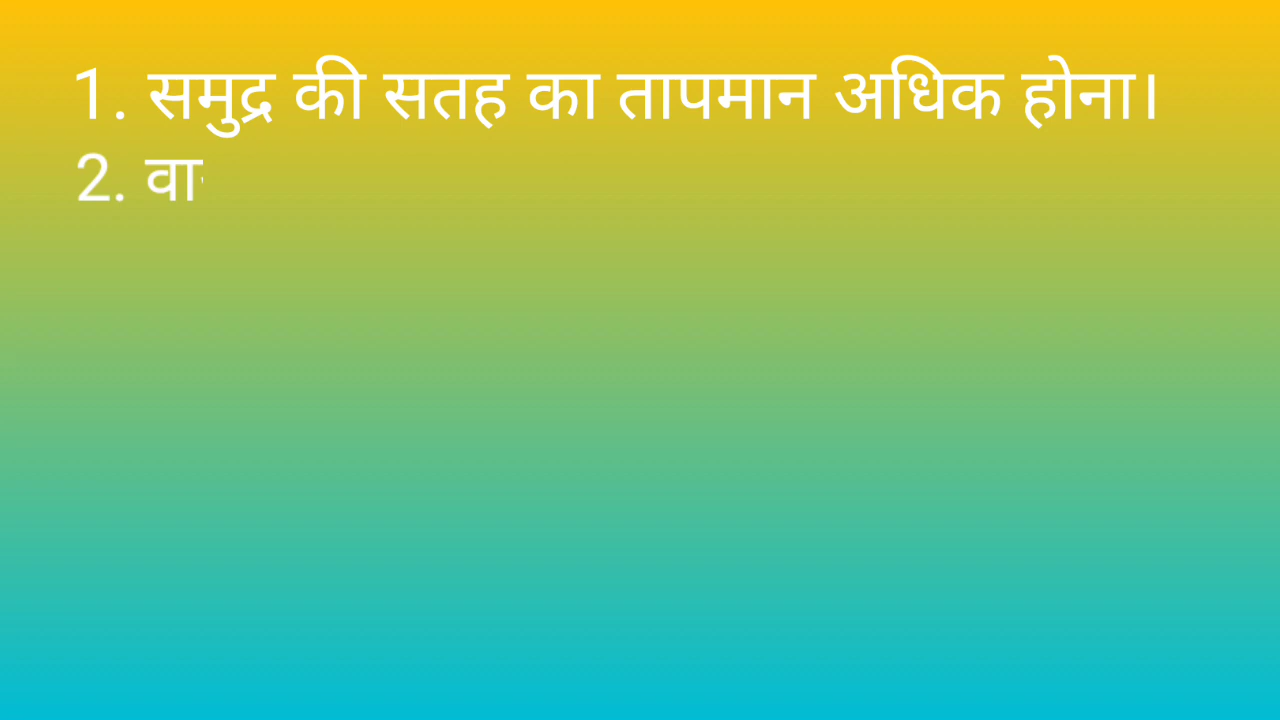 1. समुद्र की सतह का तापमान अधिक होना।
2.